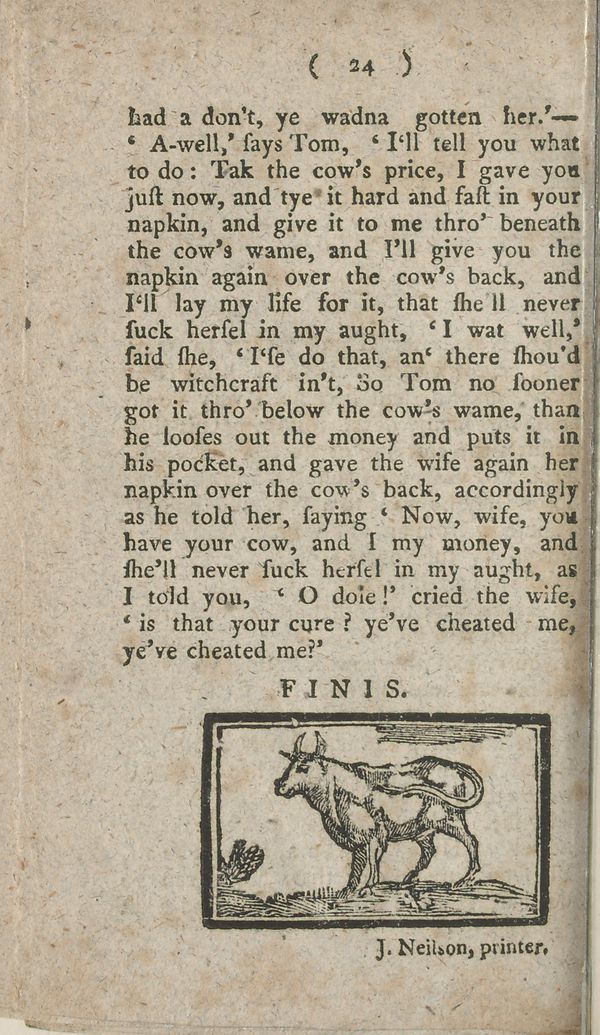 ( 24 )
had a don't, ye wadna gotten her.'—
‘ A-well,’ ſays Tom, ‘ I‘ll tell you what
to do : Tak the cow's price, I gave you
juſt now, and tye it hard and faſt in your
napkin, and give it to me thro’ beneath
the cow's wame, and I'll give you the
napkin again over the cow's back, and
I‘ll lay my life for it, that ſhe ll never
ſuck herſel in my aught, ‘ I wat well,’
ſaid ſhe, ‘ I‘ſe do that, an‘ there ſhou'd
be witchcraft in't, So Tom no ſooner
got it thro’ below the cow's wame, than
he looſes out the money and puts it in
his pocket, and gave the wife again her
napkin over the cow's back, accordingly
as he told her, ſaying ‘ Now, wife, you
have your cow, and I my money, and
ſhe'll never ſuck herſel in my aught, as
I told you, ‘ O dole !’ cried the wife,
‘ is that your cure ? ye've cheated me,
ye've cheated me?’
FINIS.
J. Neilson, printer.